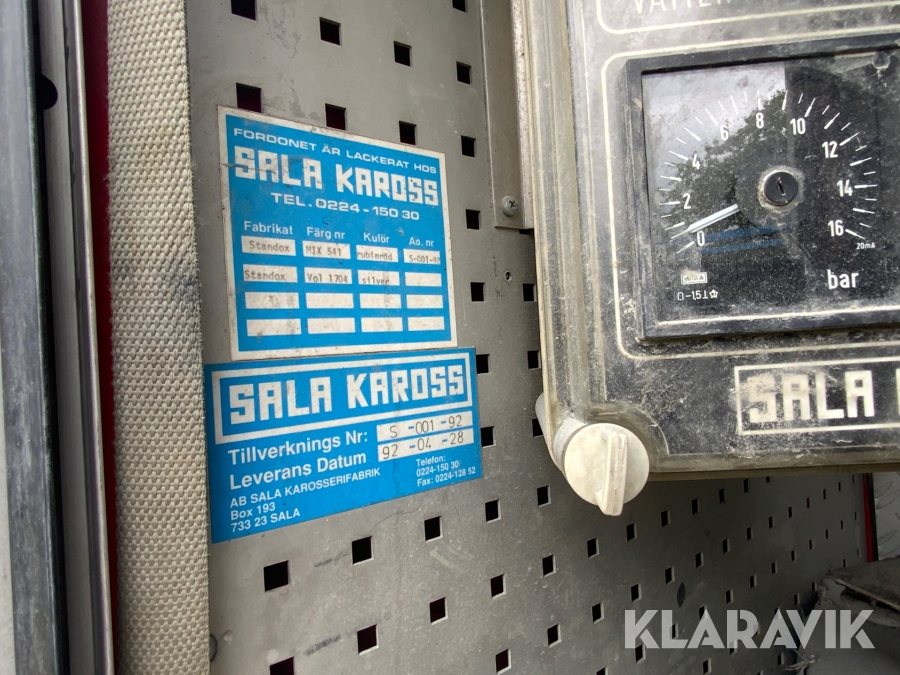 FORDONET ÄR LACKERAT HOS
SALA KAROSS
TEL. 0224-150 30
Fabrikat Färg nr Kulör Ao. nr
Standox MIX 541 rubinröd S-001-92
Standox Vol 1704 silver
SALA KAROSS
Tillverknings Nr: S -001 -92
Leverans Datum 92 -04 -28
AB SALA KAROSSERIFABRIK
Box 193
733 23 SALA
Telefon:
0224-150 30
Fax: 0224-128 52
0 2 4 6 8 10 12 14 16
20mA
bar
0-1,5
SALA
KLARAVIK